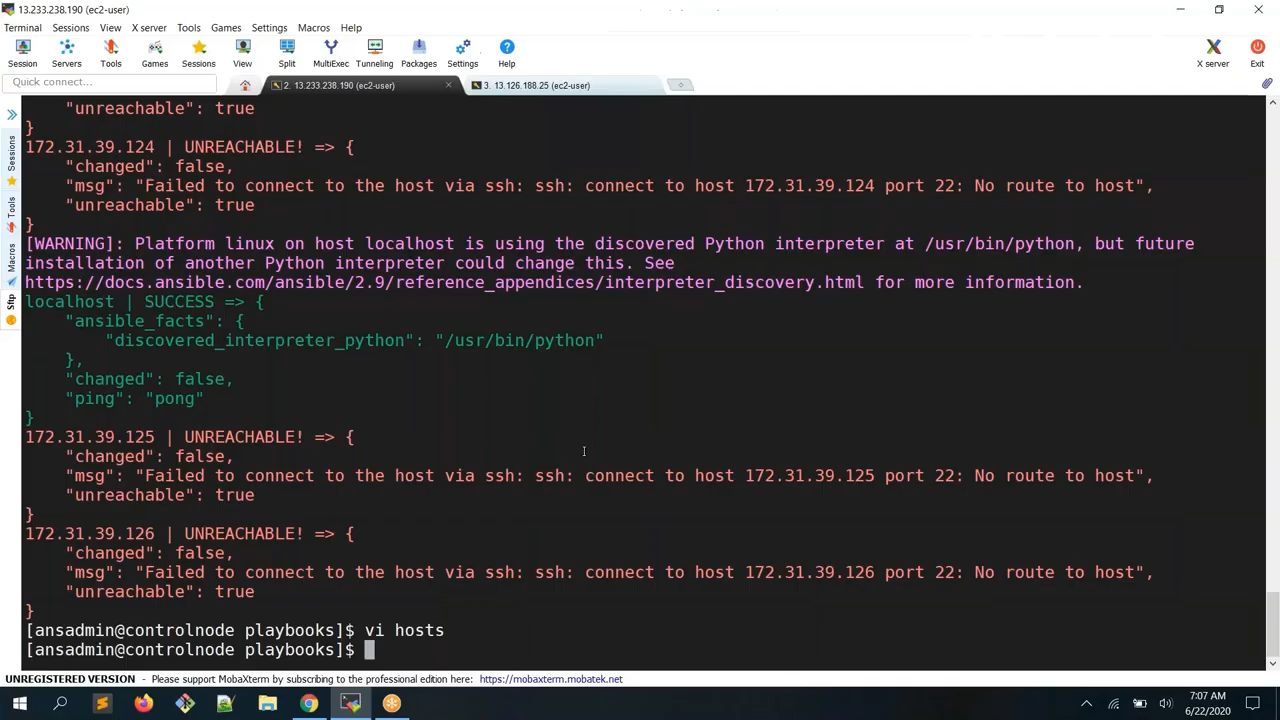 13.233.238.190 (ec2-user)
Terminal Sessions View X server Tools Games Settings Macros Help
Session Servers Tools Games Sessions View Split MultiExec Tunneling Packages Settings Help X server Exit
Quick connect...
2. 13.233.238.190 (ec2-user)
3. 13.126.188.25 (ec2-user)
Sessions
Tools
Macros
Sftp
"unreachable": true
}
172.31.39.124 | UNREACHABLE! => {
"changed": false,
"msg": "Failed to connect to the host via ssh: ssh: connect to host 172.31.39.124 port 22: No route to host",
"unreachable": true
}
[WARNING]: Platform linux on host localhost is using the discovered Python interpreter at /usr/bin/python, but future
installation of another Python interpreter could change this. See
https://docs.ansible.com/ansible/2.9/reference_appendices/interpreter_discovery.html for more information.
localhost | SUCCESS => {
"ansible_facts": {
"discovered_interpreter_python": "/usr/bin/python"
},
"changed": false,
"ping": "pong"
}
172.31.39.125 | UNREACHABLE! => {
"changed": false,
"msg": "Failed to connect to the host via ssh: ssh: connect to host 172.31.39.125 port 22: No route to host",
"unreachable": true
}
172.31.39.126 | UNREACHABLE! => {
"changed": false,
"msg": "Failed to connect to the host via ssh: ssh: connect to host 172.31.39.126 port 22: No route to host",
"unreachable": true
}
[ansadmin@controlnode playbooks]$ vi hosts
[ansadmin@controlnode playbooks]$
UNREGISTERED VERSION - Please support MobaXterm by subscribing to the professional edition here: https://mobaxterm.mobatek.net
7:07 AM
6/22/2020